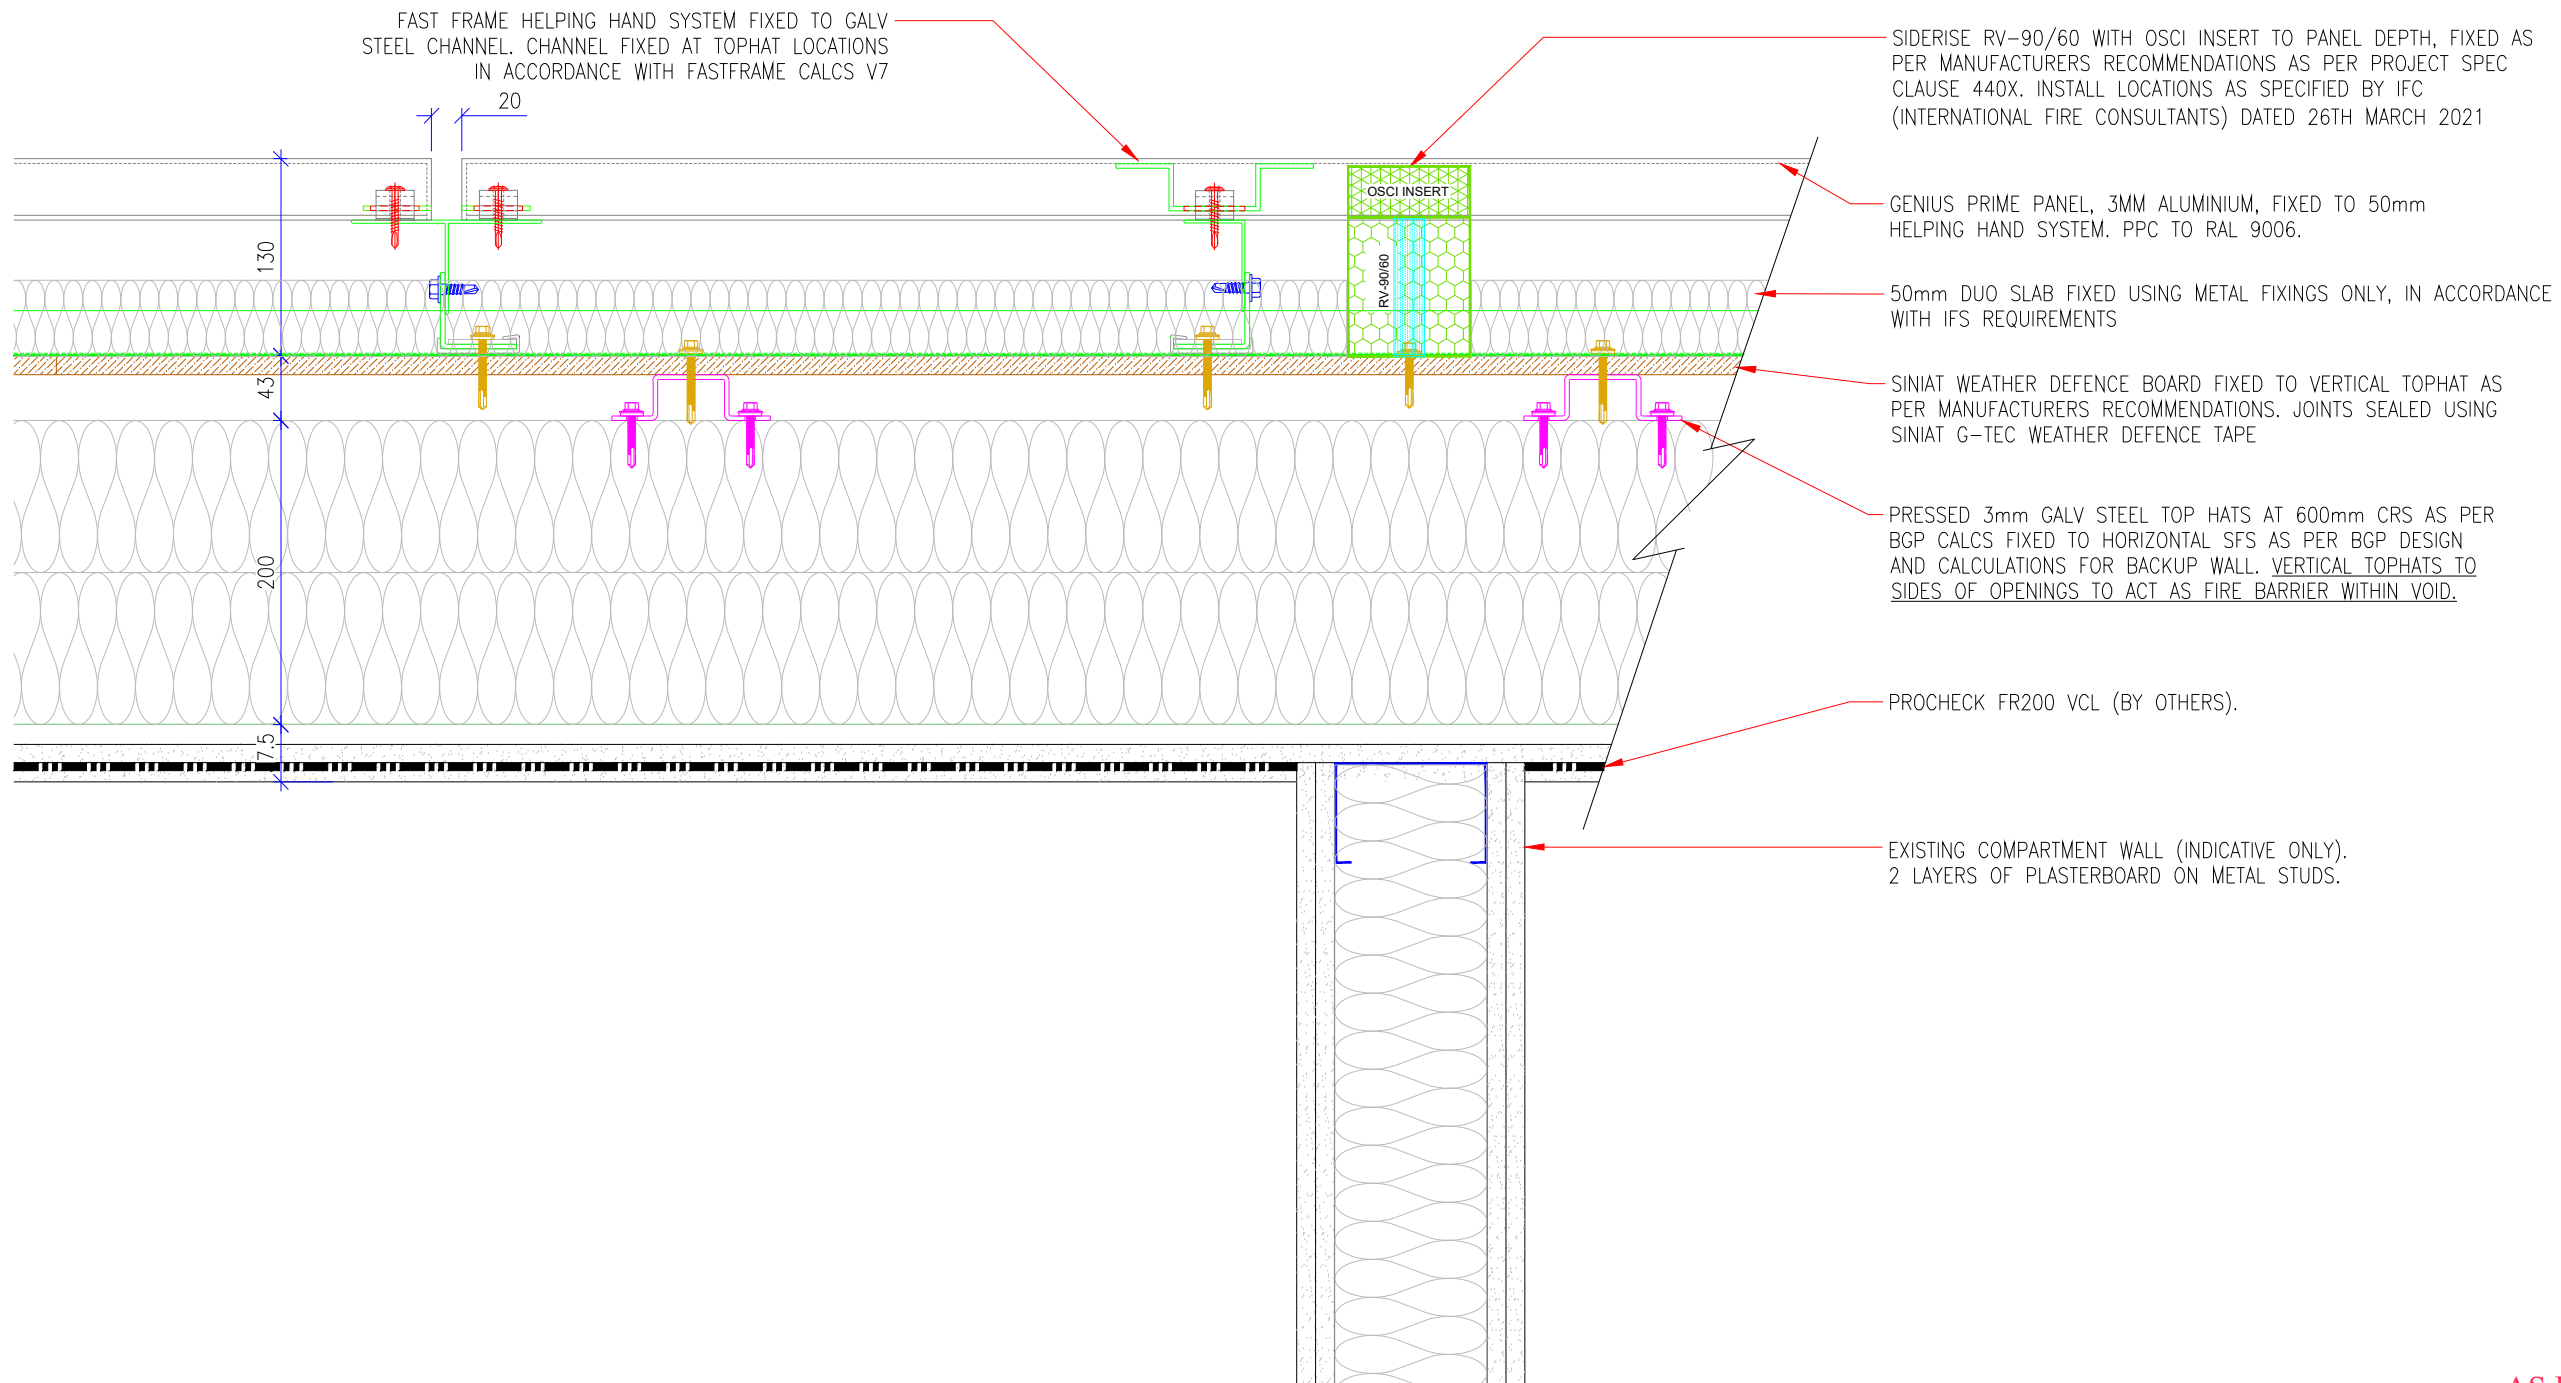 FAST FRAME HELPING HAND SYSTEM FIXED TO GALV
STEEL CHANNEL. CHANNEL FIXED AT TOPHAT LOCATIONS
IN ACCORDANCE WITH FASTFRAME CALCS V7
20
SIDERISE RV-90/60 WITH OSCI INSERT TO PANEL DEPTH, FIXED AS
PER MANUFACTURERS RECOMMENDATIONS AS PER PROJECT SPEC
CLAUSE 440X. INSTALL LOCATIONS AS SPECIFIED BY IFC
(INTERNATIONAL FIRE CONSULTANTS) DATED 26TH MARCH 2021
OSCI INSERT
RV-90/60
GENIUS PRIME PANEL, 3MM ALUMINIUM, FIXED TO 50mm
HELPING HAND SYSTEM. PPC TO RAL 9006.
130
50mm DUO SLAB FIXED USING METAL FIXINGS ONLY, IN ACCORDANCE
WITH IFS REQUIREMENTS
43
SINIAT WEATHER DEFENCE BOARD FIXED TO VERTICAL TOPHAT AS
PER MANUFACTURERS RECOMMENDATIONS. JOINTS SEALED USING
SINIAT G-TEC WEATHER DEFENCE TAPE
200
PRESSED 3mm GALV STEEL TOP HATS AT 600mm CRS AS PER
BGP CALCS FIXED TO HORIZONTAL SFS AS PER BGP DESIGN
AND CALCULATIONS FOR BACKUP WALL. VERTICAL TOPHATS TO
SIDES OF OPENINGS TO ACT AS FIRE BARRIER WITHIN VOID.
PROCHECK FR200 VCL (BY OTHERS).
EXISTING COMPARTMENT WALL (INDICATIVE ONLY).
2 LAYERS OF PLASTERBOARD ON METAL STUDS.